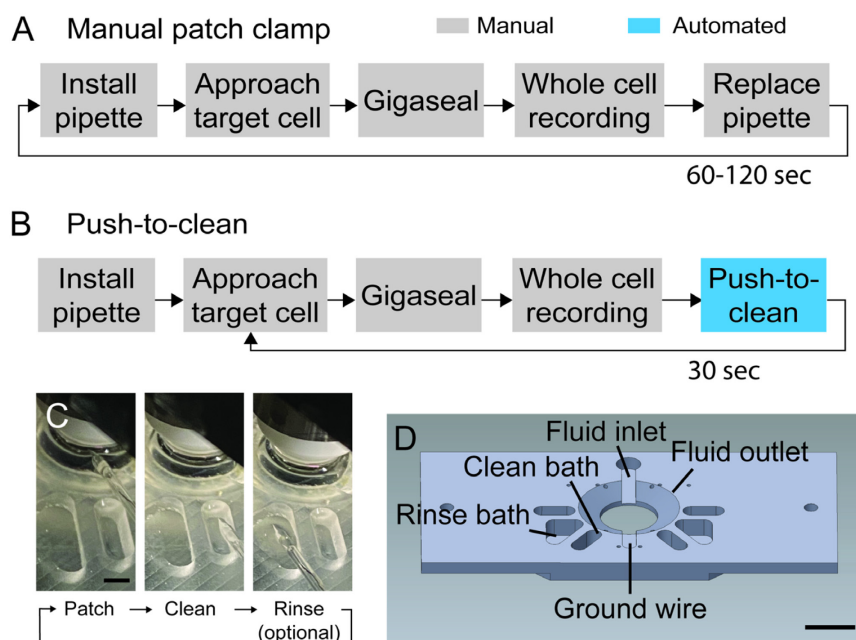 A Manual patch clamp
Manual
Automated
Install
pipette
Approach
target cell
Gigaseal
Whole cell
recording
Replace
pipette
60-120 sec
B Push-to-clean
Install
pipette
Approach
target cell
Gigaseal
Whole cell
recording
Push-to-
clean
30 sec
C
Patch
Clean
Rinse
(optional)
D
Fluid inlet
Fluid outlet
Clean bath
Rinse bath
Ground wire